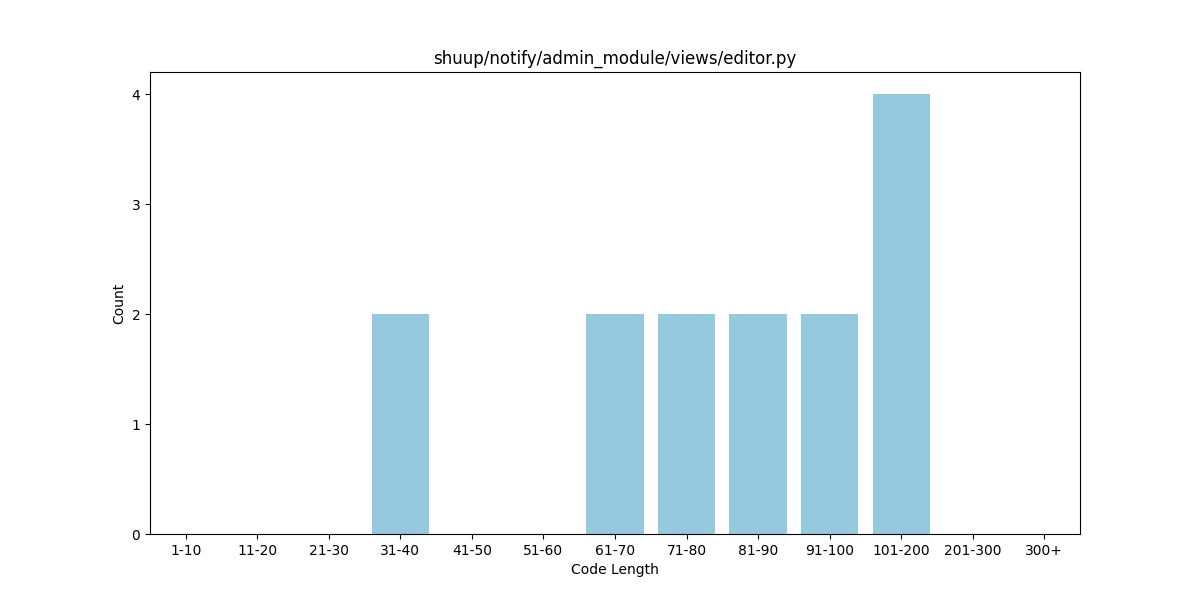 shuup/notify/admin_module/views/editor.py
4
3
2
1
0
Count
1-10 11-20 21-30 31-40 41-50 51-60 61-70 71-80 81-90 91-100 101-200 201-300 300+
Code Length